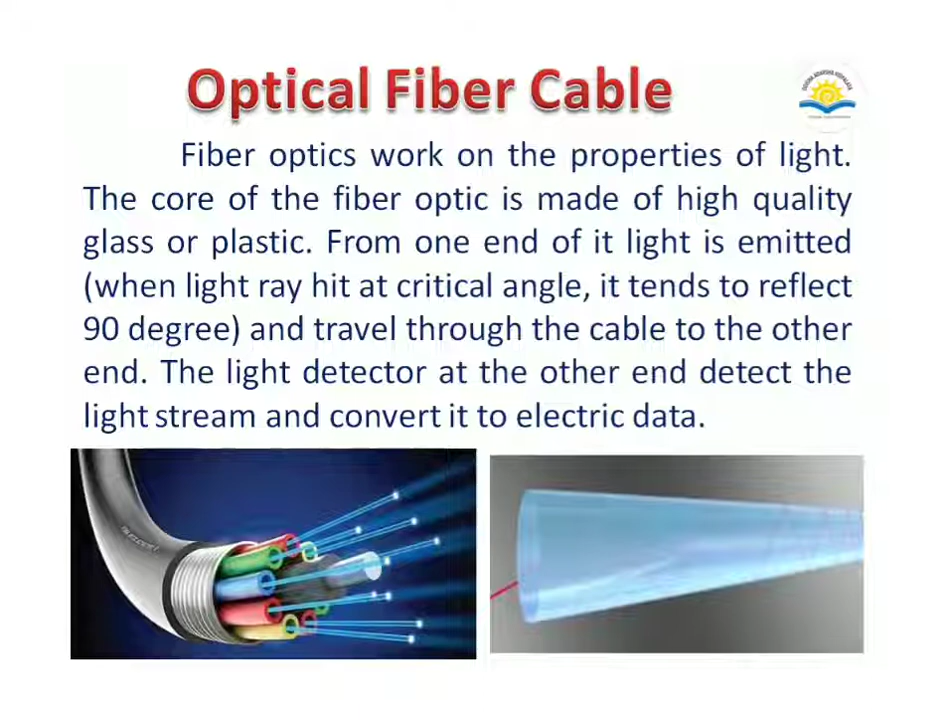 Optical Fiber Cable
Fiber optics work on the properties of light.
The core of the fiber optic is made of high quality
glass or plastic. From one end of it light is emitted
(when light ray hit at critical angle, it tends to reflect
90 degree) and travel through the cable to the other
end. The light detector at the other end detect the
light stream and convert it to electric data.